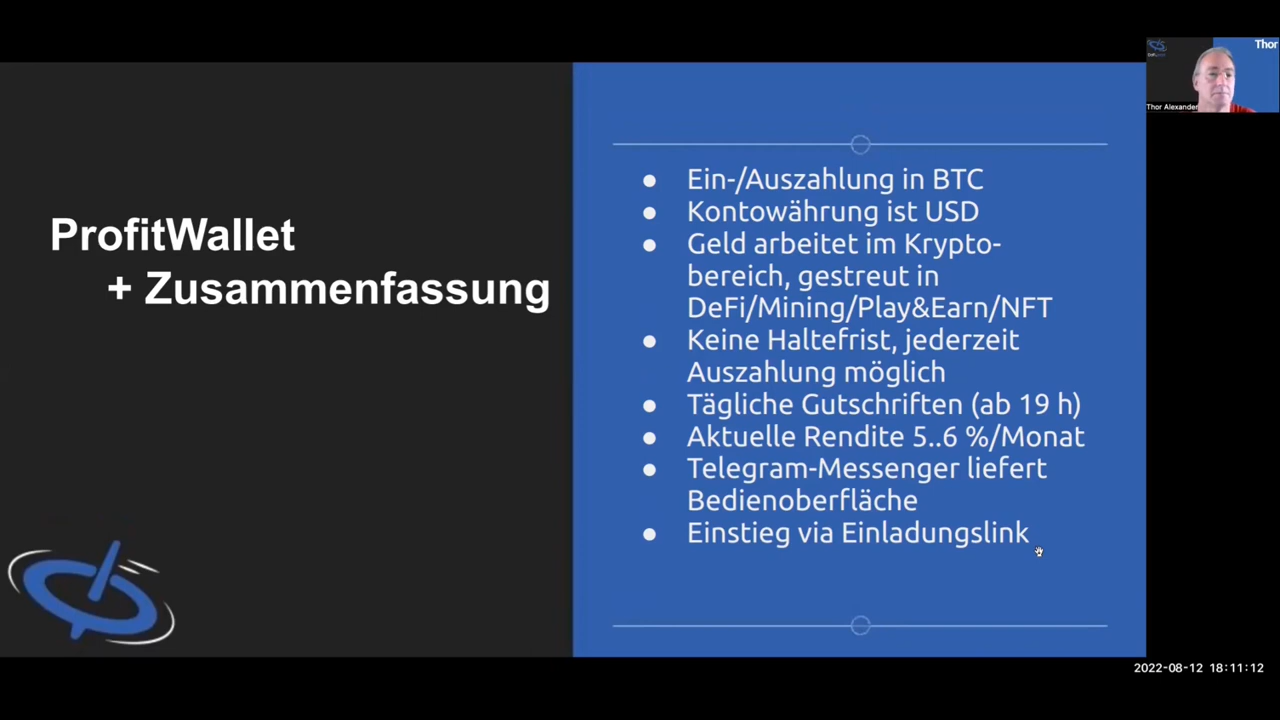 Thor
Thor Alexander
ProfitWallet
+ Zusammenfassung
● Ein-/Auszahlung in BTC
● Kontowährung ist USD
● Geld arbeitet im Krypto-
bereich, gestreut in
DeFi/Mining/Play&Earn/NFT
● Keine Haltefrist, jederzeit
Auszahlung möglich
● Tägliche Gutschriften (ab 19 h)
● Aktuelle Rendite 5..6 %/Monat
● Telegram-Messenger liefert
Bedienoberfläche
● Einstieg via Einladungslink
2022-08-12 18:11:12